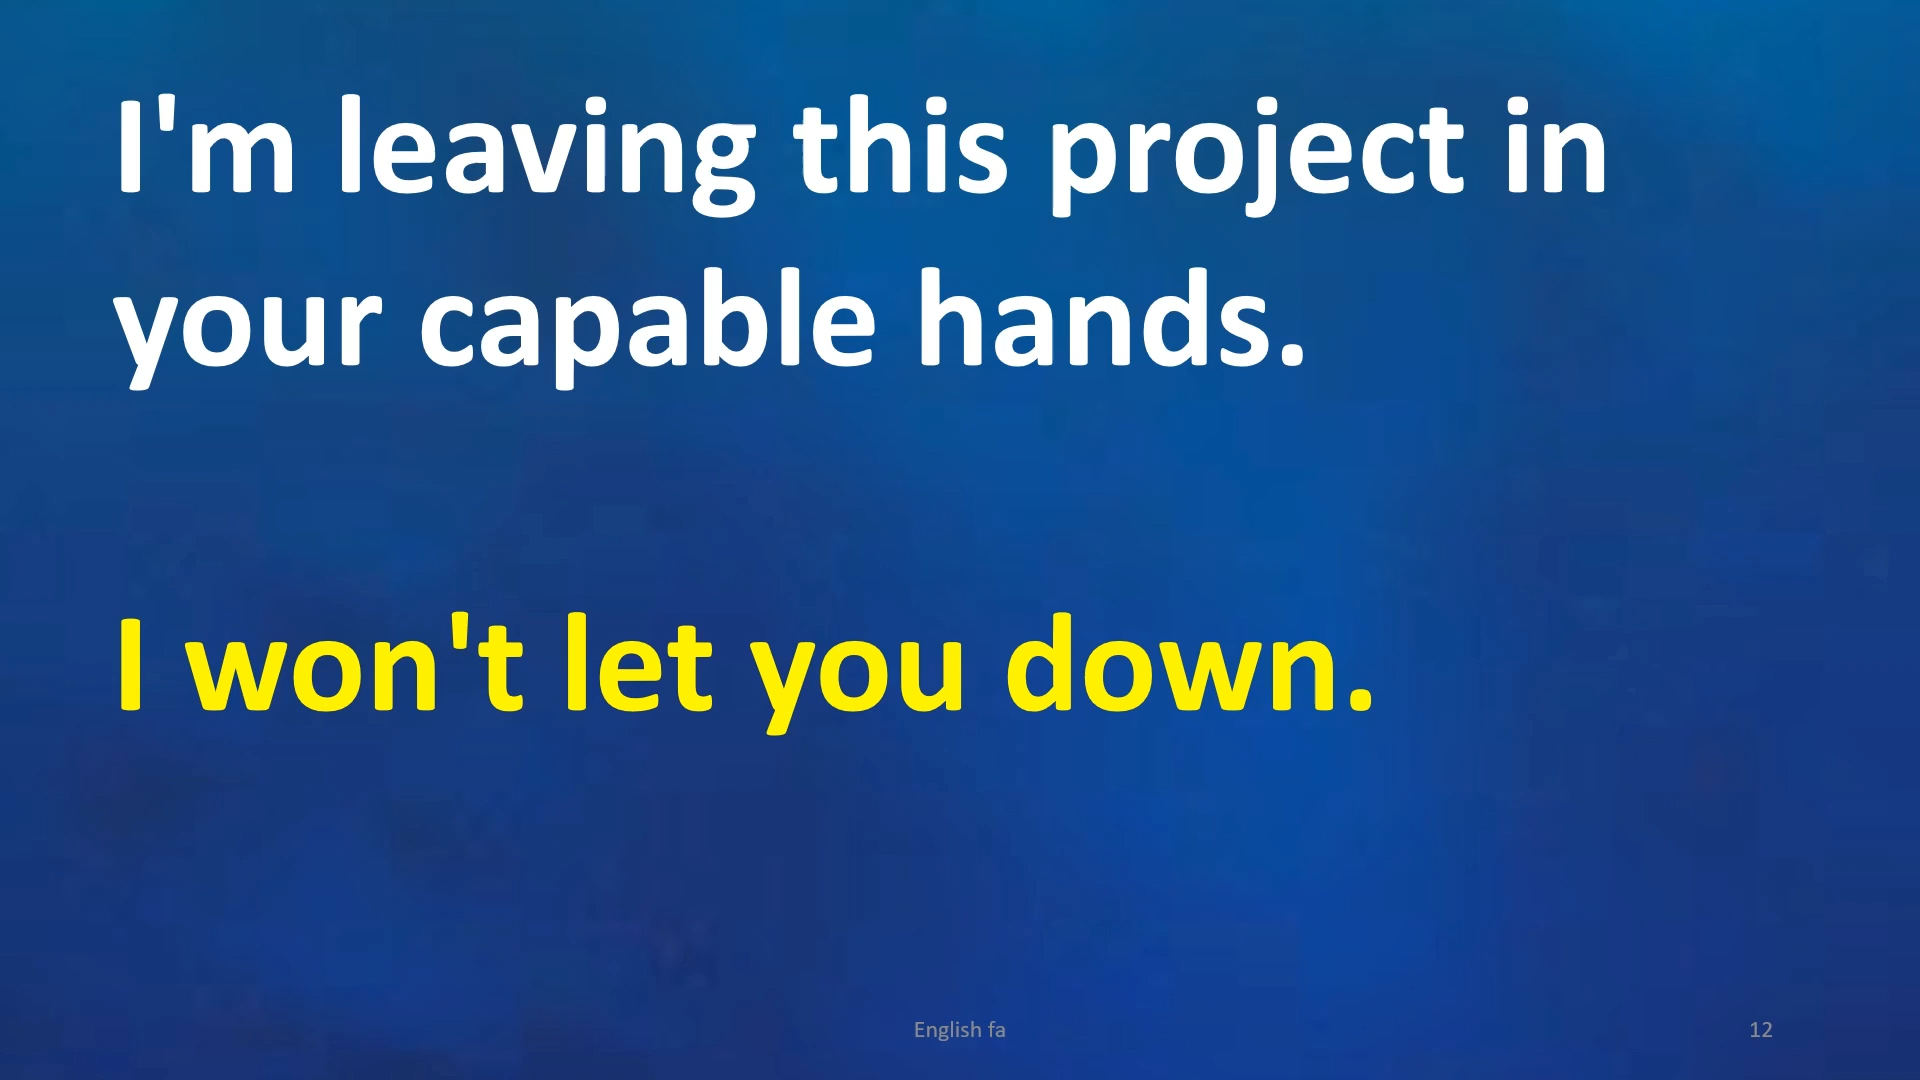 I'm leaving this project in
your capable hands.
I won't let you down.
English fa
12